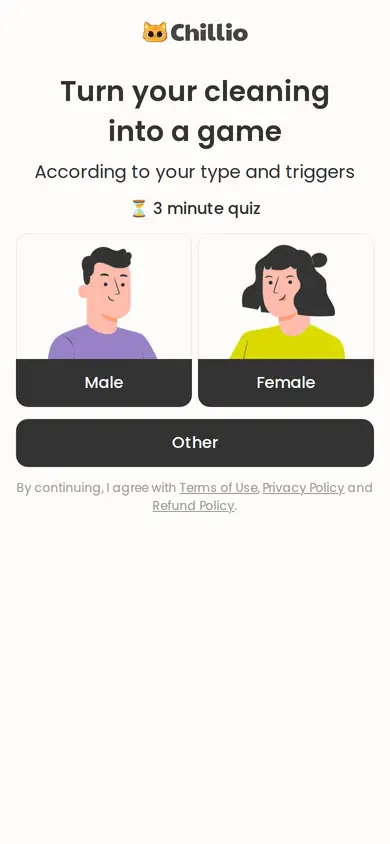 Chillio
Turn your cleaning
into a game
According to your type and triggers
⏳ 3 minute quiz
Male
Female
Other
By continuing, I agree with Terms of Use, Privacy Policy and
Refund Policy.